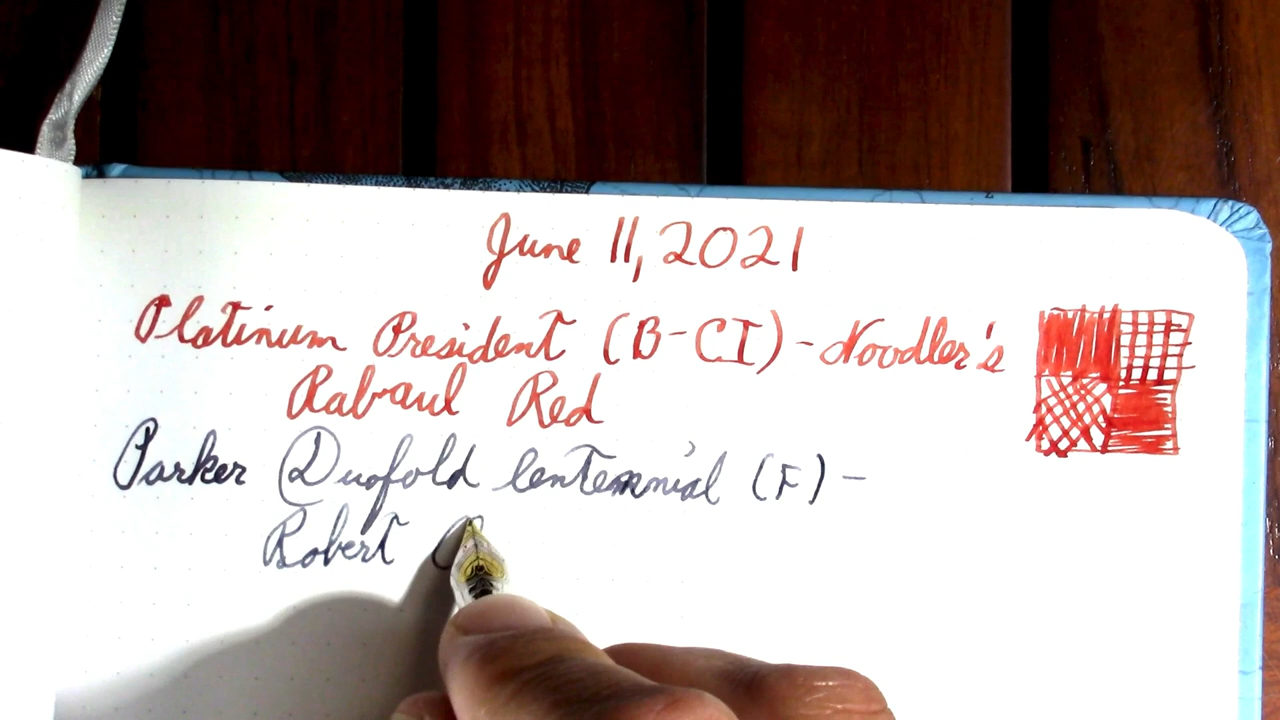 June 11, 2021
Platinum President (B-CI) - Noodler's
Rabaul Red
Parker Duofold Centennial (F) -
Robert